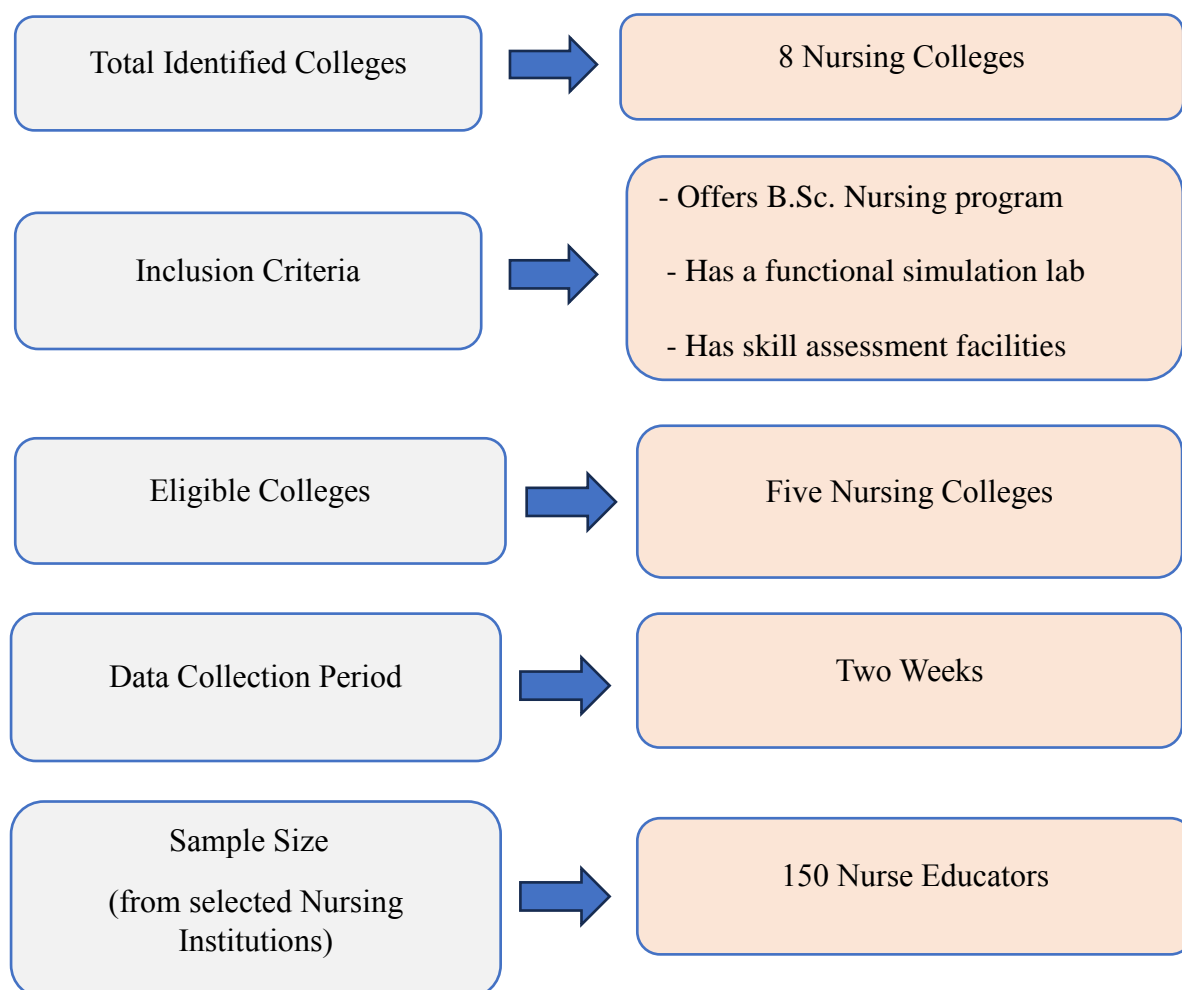 Total Identified Colleges
8 Nursing Colleges
Inclusion Criteria
- Offers B.Sc. Nursing program
- Has a functional simulation lab
- Has skill assessment facilities
Eligible Colleges
Five Nursing Colleges
Data Collection Period
Two Weeks
Sample Size
(from selected Nursing
Institutions)
150 Nurse Educators